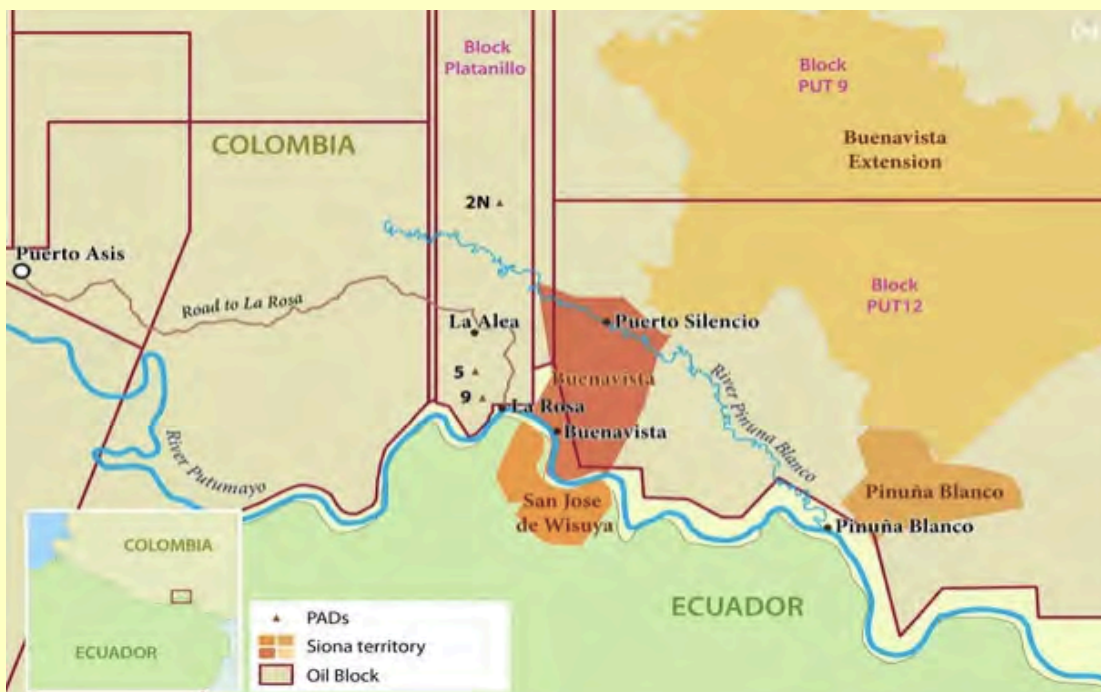 Block
Platanillo
Block
PUT 9
COLOMBIA
Buenavista
Extension
2N
Puerto Asis
Road to La Rosa
La Alea
Puerto Silencio
Block
PUT12
5
Buenavista
9
La Rosa
Buenavista
River Pinuna Blanco
River Putumayo
San Jose
de Wisuya
Pinuña Blanco
Pinuña Blanco
ECUADOR
COLOMBIA
ECUADOR
PADs
Siona territory
Oil Block